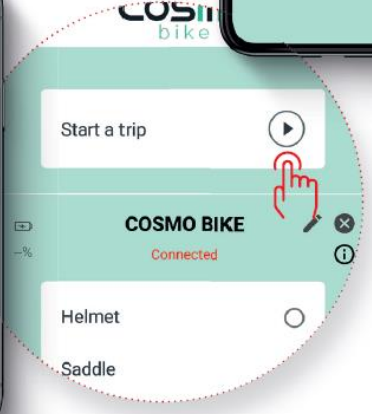 bike
Start a trip
COSMO BIKE
--%
Connected
Helmet
Saddle